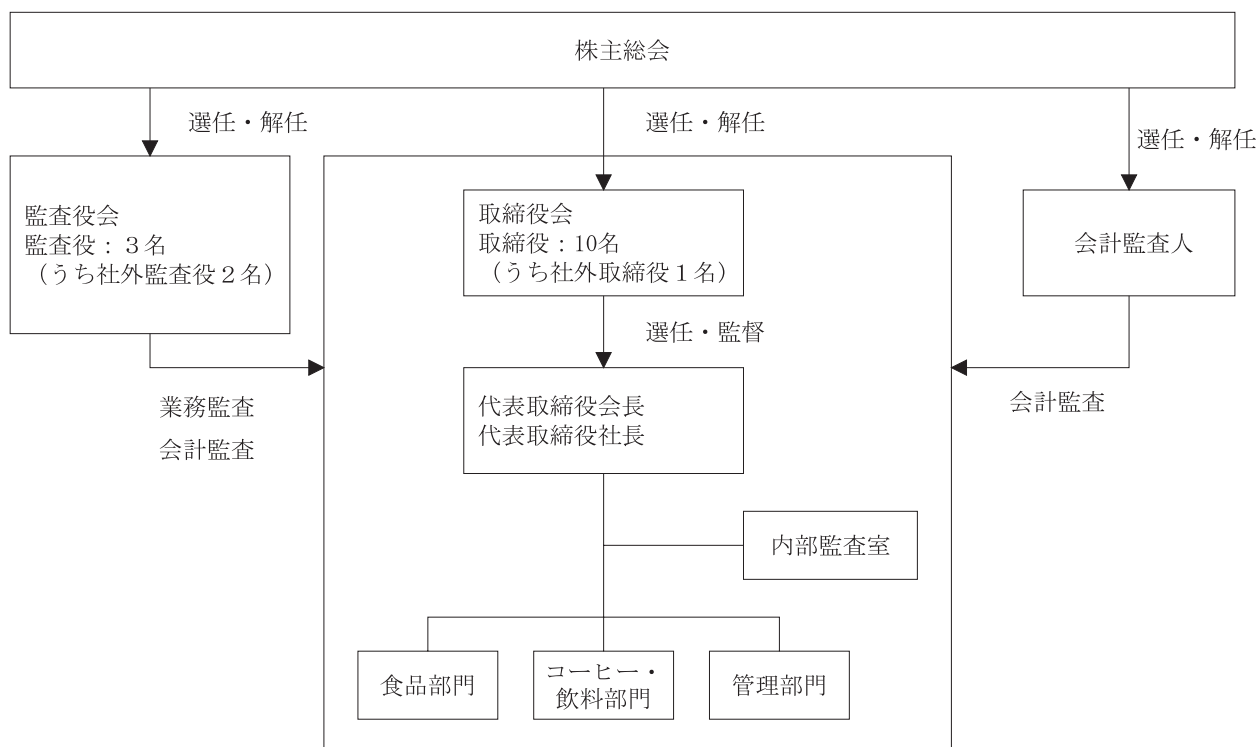 株主総会
選任・解任
選任・解任
選任・解任
監査役会
監査役：３名
（うち社外監査役２名）
取締役会
取締役：10名
（うち社外取締役１名）
会計監査人
選任・監督
業務監査
会計監査
代表取締役会長
代表取締役社長
会計監査
内部監査室
食品部門
コーヒー・
飲料部門
管理部門